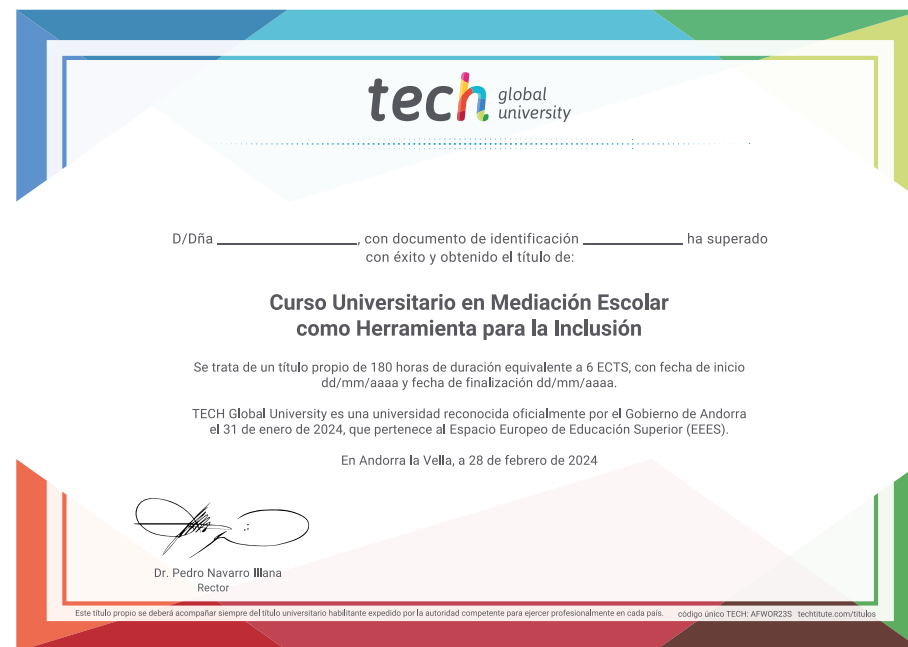 tech global university
D/Dña ____________________, con documento de identificación ______________ ha superado
con éxito y obtenido el título de:
Curso Universitario en Mediación Escolar
como Herramienta para la Inclusión
Se trata de un título propio de 180 horas de duración equivalente a 6 ECTS, con fecha de inicio
dd/mm/aaaa y fecha de finalización dd/mm/aaaa.
TECH Global University es una universidad reconocida oficialmente por el Gobierno de Andorra
el 31 de enero de 2024, que pertenece al Espacio Europeo de Educación Superior (EEES).
En Andorra la Vella, a 28 de febrero de 2024
Dr. Pedro Navarro Illana
Rector
Este título propio se deberá acompañar siempre del título universitario habilitante expedido por la autoridad competente para ejercer profesionalmente en cada país. código único TECH: AFWOR23S techtitute.com/titulos